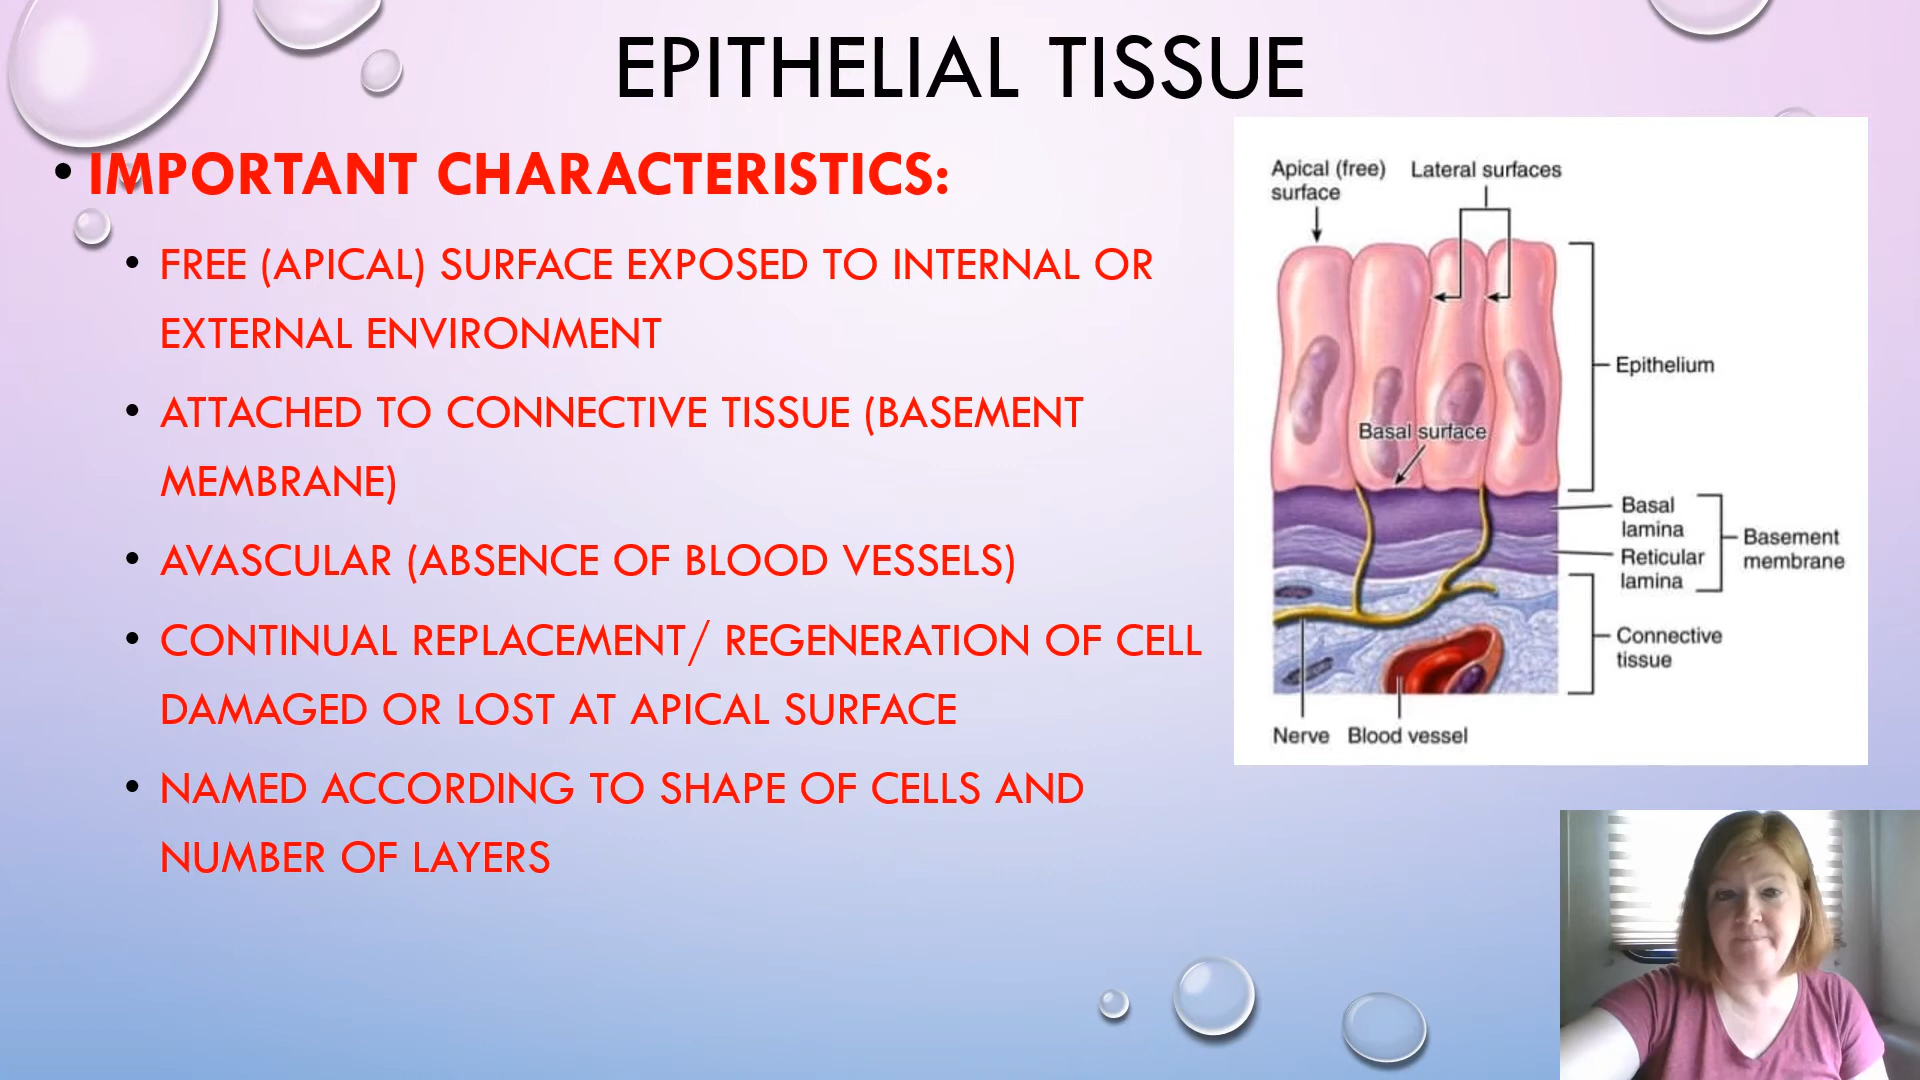 EPITHELIAL TISSUE
• IMPORTANT CHARACTERISTICS:
• FREE (APICAL) SURFACE EXPOSED TO INTERNAL OR
EXTERNAL ENVIRONMENT
• ATTACHED TO CONNECTIVE TISSUE (BASEMENT
MEMBRANE)
• AVASCULAR (ABSENCE OF BLOOD VESSELS)
• CONTINUAL REPLACEMENT/ REGENERATION OF CELL
DAMAGED OR LOST AT APICAL SURFACE
• NAMED ACCORDING TO SHAPE OF CELLS AND
NUMBER OF LAYERS
Apical (free)
surface
Lateral surfaces
Epithelium
Basal surface
Basal
lamina
Reticular
lamina
Basement
membrane
Connective
tissue
Nerve
Blood vessel